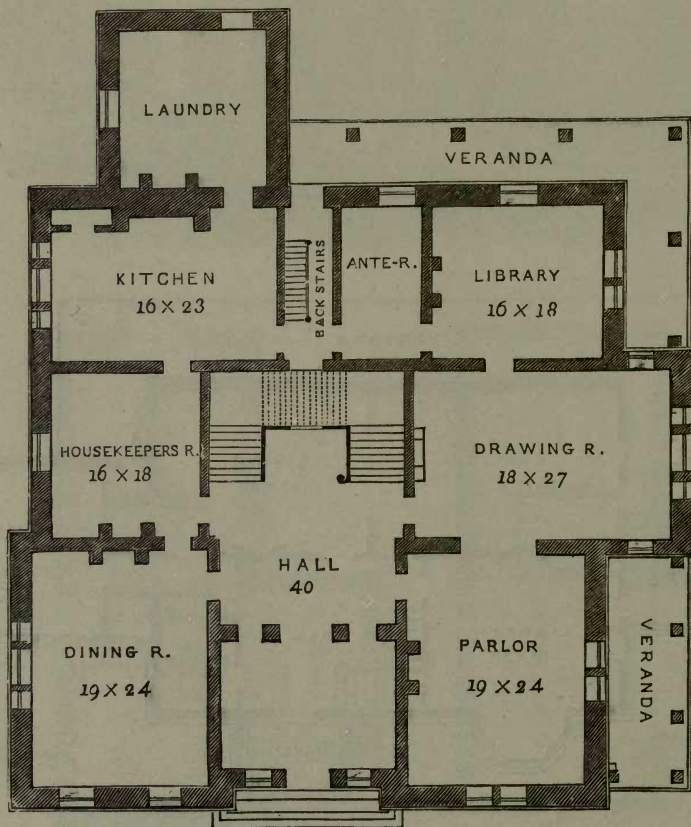 LAUNDRY
VERANDA
KITCHEN
16 X 23
BACK STAIRS
ANTE-R.
LIBRARY
16 X 18
HOUSEKEEPERS R.
16 X 18
DRAWING R.
18 X 27
HALL
40
DINING R.
19 X 24
PARLOR
19 X 24
VERANDA